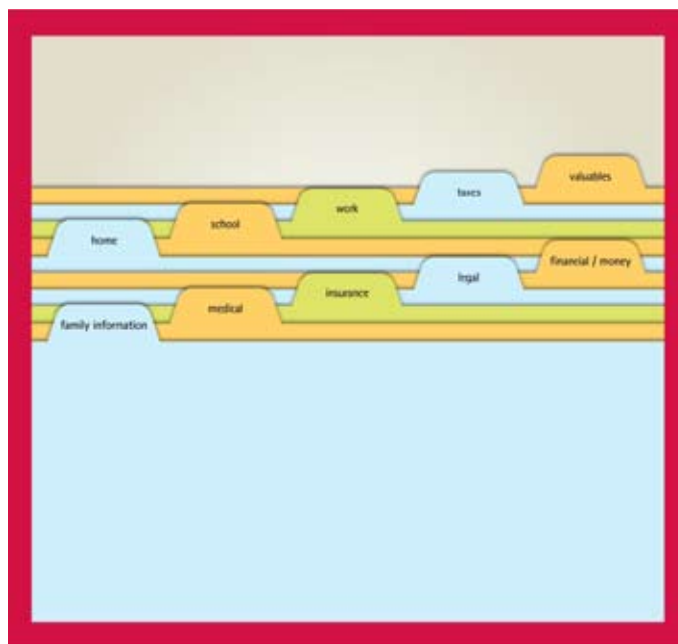 valuables
taxes
work
school
home
financial / money
legal
insurance
medical
family information